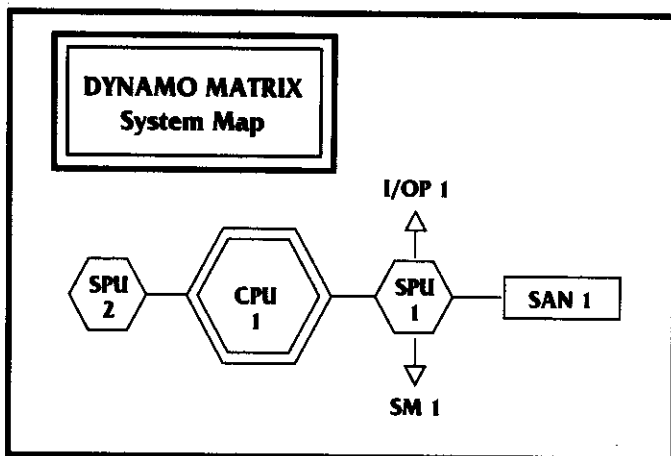 DYNAMO MATRIX
System Map
I/OP 1
SPU
2
CPU
1
SPU
1
SAN 1
SM 1